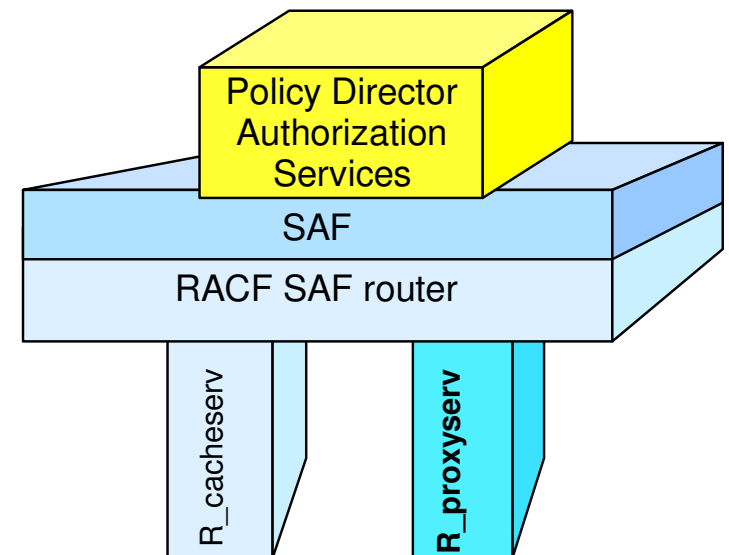 Policy Director
Authorization
Services
SAF
RACF SAF router
R_cacheserv
R_proxyserv